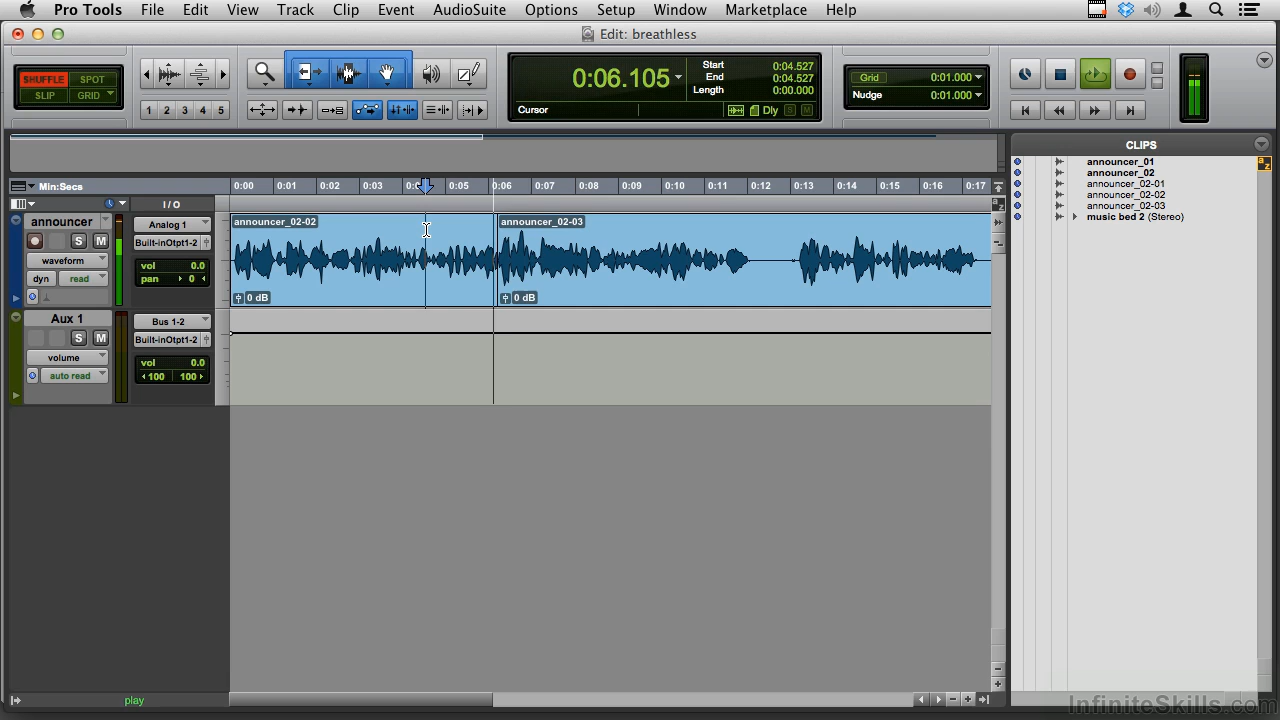 Pro Tools File Edit View Track Clip Event AudioSuite Options Setup Window Marketplace Help
Edit: breathless
SHUFFLE SPOT
SLIP GRID
1 2 3 4 5
0:06.105
Start 0:04.527
End 0:04.527
Length 0:00.000
Cursor
Dly S M
Grid 0:01.000
Nudge 0:01.000
CLIPS
announcer_01
announcer_02
announcer_02-01
announcer_02-02
announcer_02-03
music bed 2 (Stereo)
Min:Secs
0:00 0:01 0:02 0:03 0:05 0:06 0:07 0:08 0:09 0:10 0:11 0:12 0:13 0:14 0:15 0:16 0:17
I / O
announcer
S M
waveform
dyn read
Analog 1
Built-inOtpt1-2
vol 0.0
pan 0
announcer_02-02
0 dB
announcer_02-03
0 dB
Aux 1
S M
volume
auto read
Bus 1-2
Built-inOtpt1-2
vol 0.0
100 100
play
InfiniteSkills.com